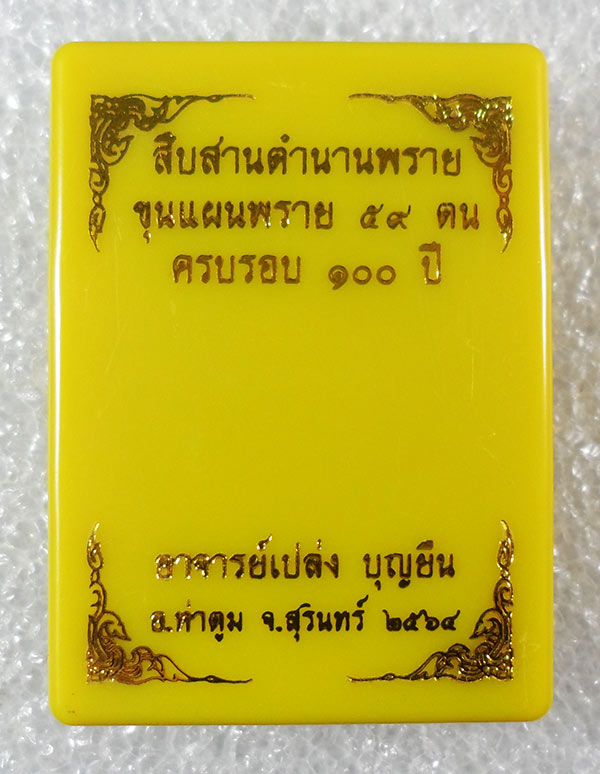 สืบสานตำนานพราย
ขุนแผนพราย ๕๙ ตน
ครบรอบ ๑๐๐ ปี
อาจารย์เปล่ง บุญยืน
อ.ท่าตูม จ.สุรินทร์ ๒๕๖๔